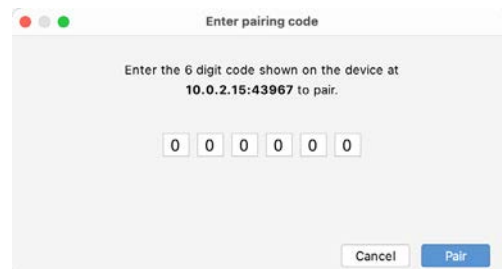 Enter pairing code
Enter the 6 digit code shown on the device at
10.0.2.15:43967 to pair.
0 0 0 0 0 0
Cancel Pair